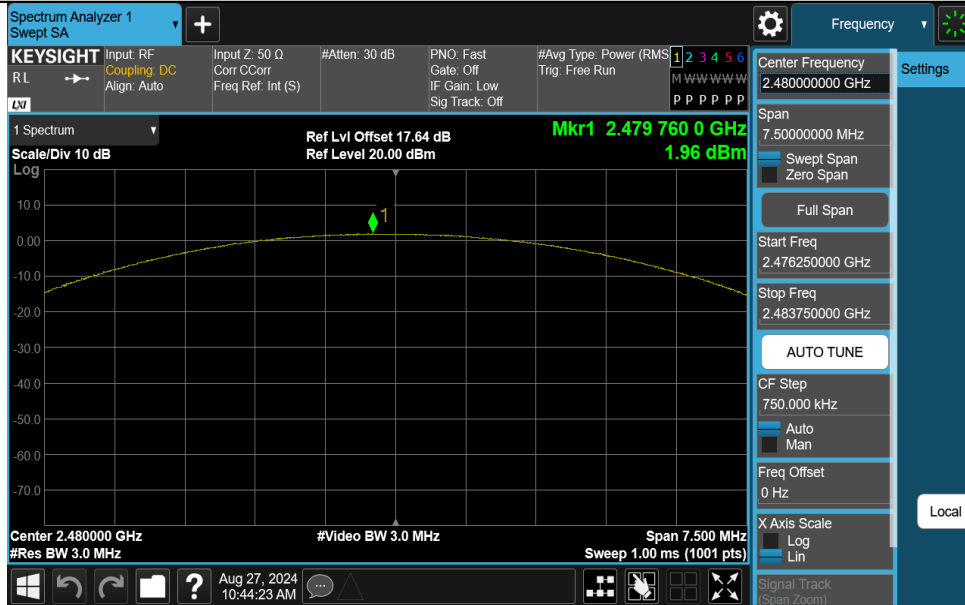 Spectrum Analyzer 1
Swept SA
+
Frequency
KEYSIGHT
R L
LXI
Input: RF
Coupling: DC
Align: Auto
Input Z: 50 Ω
Corr CCorr
Freq Ref: Int (S)
#Atten: 30 dB
PNO: Fast
Gate: Off
IF Gain: Low
Sig Track: Off
#Avg Type: Power (RMS
Trig: Free Run
1 2 3 4 5 6
M W W W W W
P P P P P P
1 Spectrum
Scale/Div 10 dB
Log
Ref Lvl Offset 17.64 dB
Ref Level 20.00 dBm
Mkr1 2.479 760 0 GHz
1.96 dBm
1
10.0
0.00
-10.0
-20.0
-30.0
-40.0
-50.0
-60.0
-70.0
Center 2.480000 GHz
#Res BW 3.0 MHz
#Video BW 3.0 MHz
Span 7.500 MHz
Sweep 1.00 ms (1001 pts)
Center Frequency
2.480000000 GHz
Span
7.50000000 MHz
Swept Span
Zero Span
Full Span
Start Freq
2.476250000 GHz
Stop Freq
2.483750000 GHz
AUTO TUNE
CF Step
750.000 kHz
Auto
Man
Freq Offset
0 Hz
X Axis Scale
Log
Lin
Signal Track
(Span Zoom)
Settings
Local
?
Aug 27, 2024
10:44:23 AM